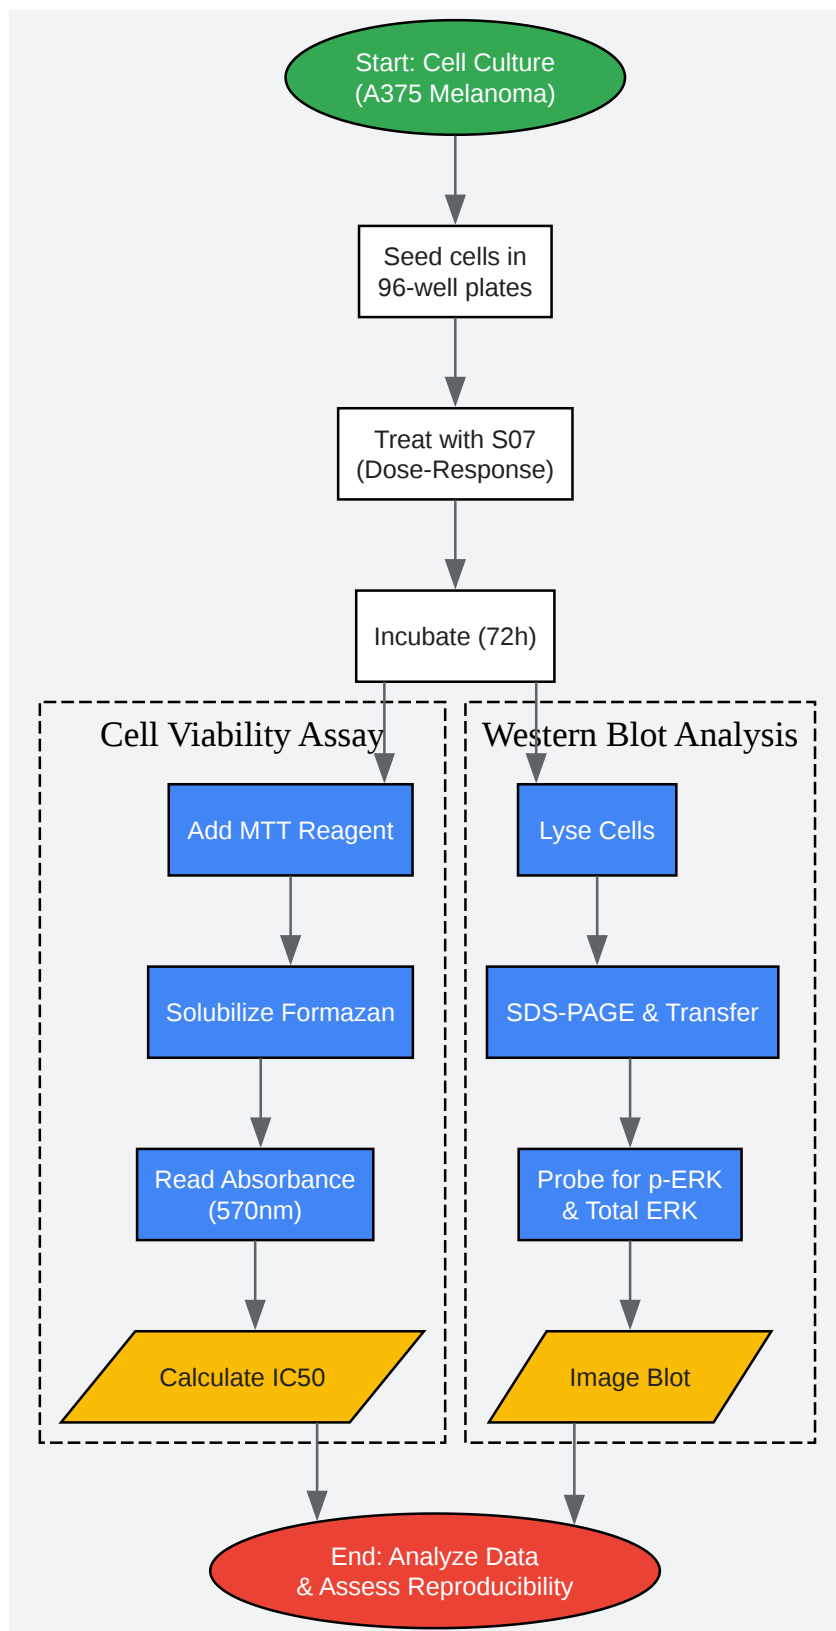 Start: Cell Culture
(A375 Melanoma)
Seed cells in
96-well plates
Treat with S07
(Dose-Response)
Incubate (72h)
Cell Viability Assay
Add MTT Reagent
Solubilize Formazan
Read Absorbance
(570nm)
Calculate IC50
Western Blot Analysis
Lyse Cells
SDS-PAGE & Transfer
Probe for p-ERK
& Total ERK
Image Blot
End: Analyze Data
& Assess Reproducibility